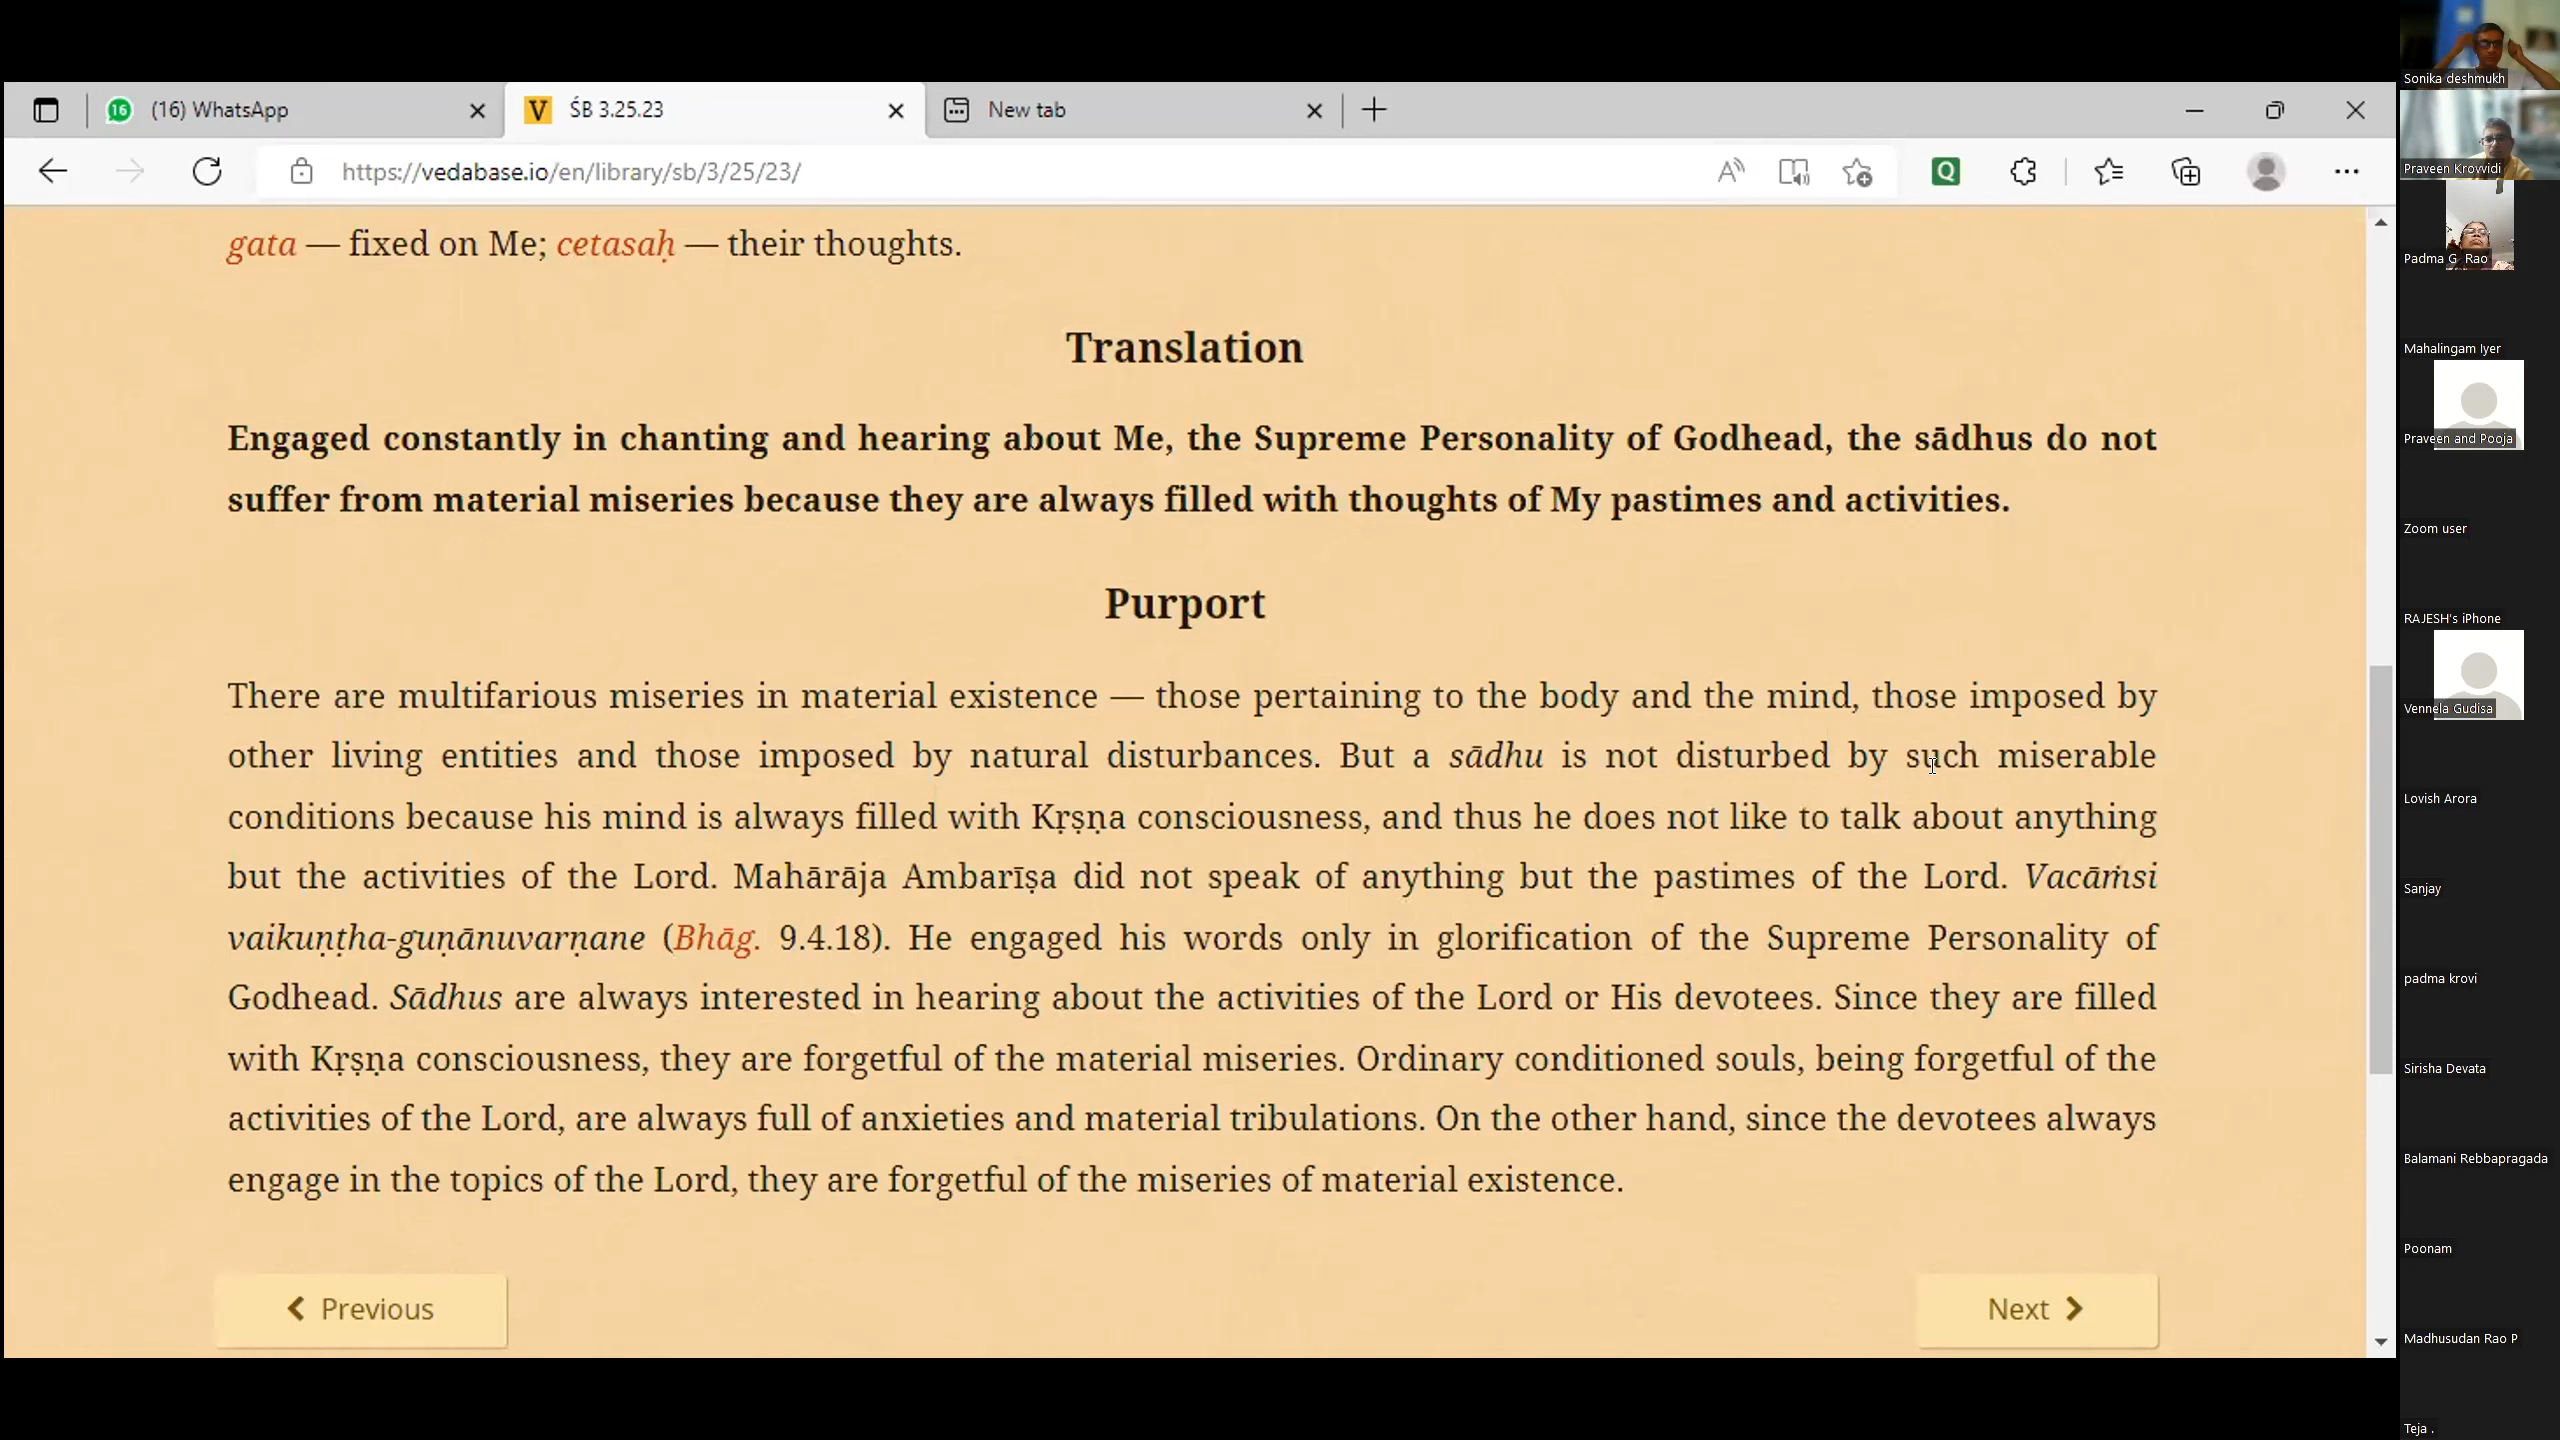 16
(16) WhatsApp
V
ŚB 3.25.23
New tab
https://vedabase.io/en/library/sb/3/25/23/
Q
gata — fixed on Me; cetasaḥ — their thoughts.
Translation
Engaged constantly in chanting and hearing about Me, the Supreme Personality of Godhead, the sādhus do not
suffer from material miseries because they are always filled with thoughts of My pastimes and activities.
Purport
There are multifarious miseries in material existence — those pertaining to the body and the mind, those imposed by
other living entities and those imposed by natural disturbances. But a sādhu is not disturbed by such miserable
conditions because his mind is always filled with Kṛṣṇa consciousness, and thus he does not like to talk about anything
but the activities of the Lord. Mahārāja Ambarīṣa did not speak of anything but the pastimes of the Lord. Vacāṁsi
vaikuṇṭha-guṇānuvarṇane (Bhāg. 9.4.18). He engaged his words only in glorification of the Supreme Personality of
Godhead. Sādhus are always interested in hearing about the activities of the Lord or His devotees. Since they are filled
with Kṛṣṇa consciousness, they are forgetful of the material miseries. Ordinary conditioned souls, being forgetful of the
activities of the Lord, are always full of anxieties and material tribulations. On the other hand, since the devotees always
engage in the topics of the Lord, they are forgetful of the miseries of material existence.
Previous
Next
Sonika deshmukh
Praveen Krovvidi
Padma G Rao
Mahalingam Iyer
Praveen and Pooja
Zoom user
RAJESH's iPhone
Vennela Gudisa
Lovish Arora
Sanjay
padma krovi
Sirisha Devata
Balamani Rebbapragada
Poonam
Madhusudan Rao P
Teja .